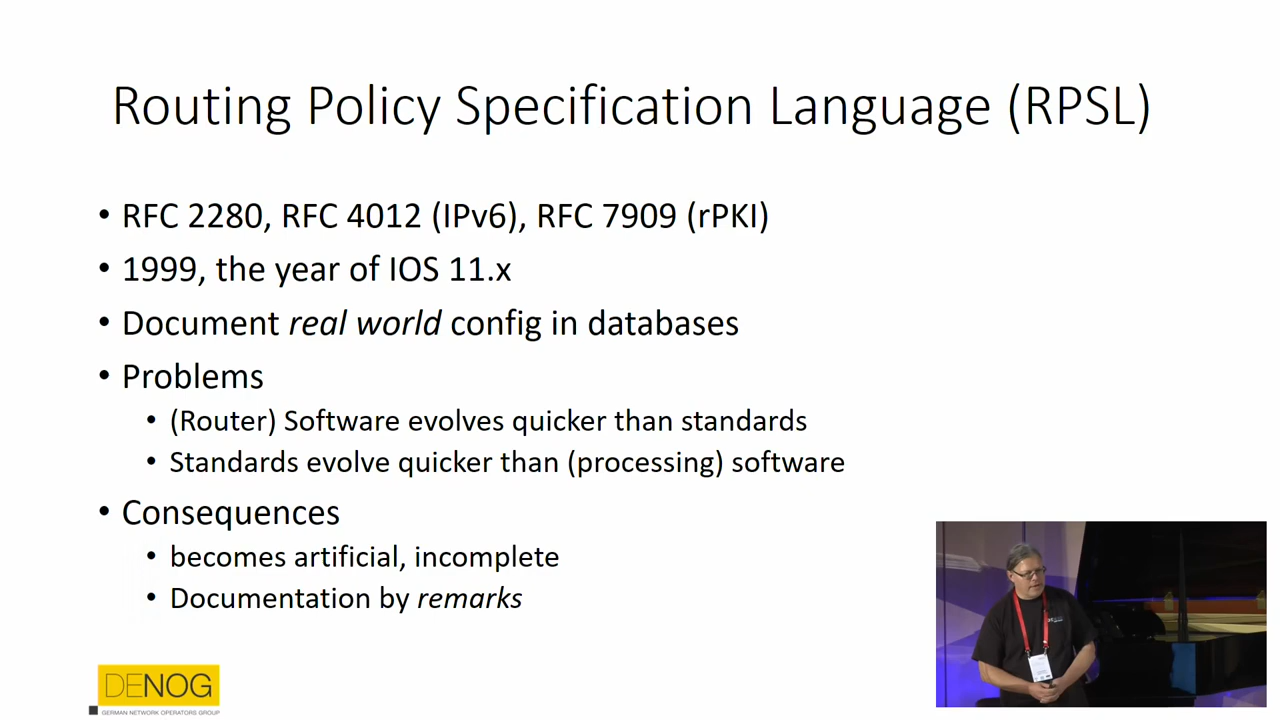 Routing Policy Specification Language (RPSL)
• RFC 2280, RFC 4012 (IPv6), RFC 7909 (rPKI)
• 1999, the year of IOS 11.x
• Document real world config in databases
• Problems
• (Router) Software evolves quicker than standards
• Standards evolve quicker than (processing) software
• Consequences
• becomes artificial, incomplete
• Documentation by remarks
DENOG
GERMAN NETWORK OPERATORS GROUP